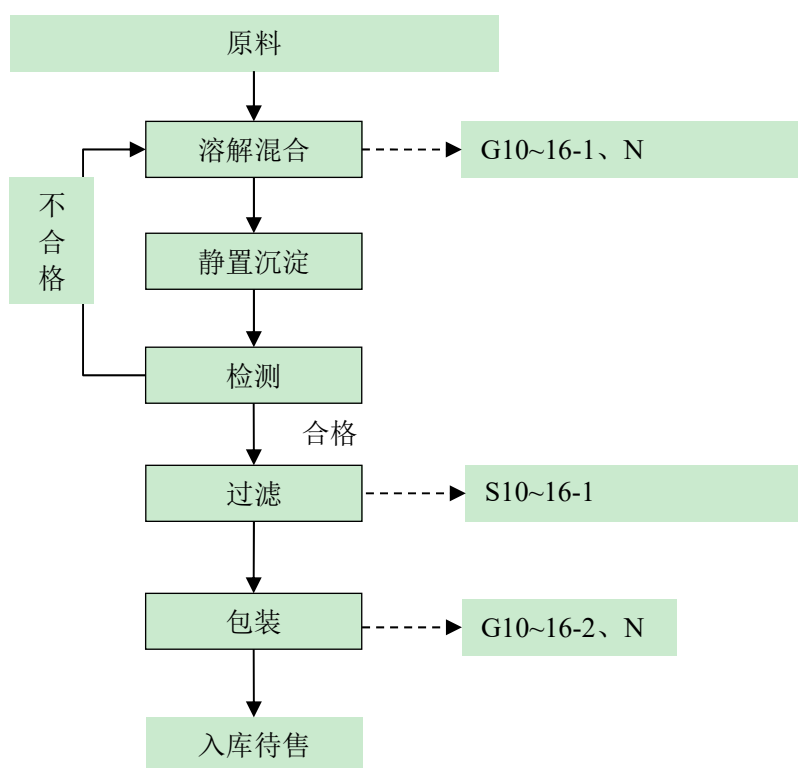 原料
溶解混合
G10~16-1、N
不
合
格
静置沉淀
检测
合格
过滤
S10~16-1
包装
G10~16-2、N
入库待售